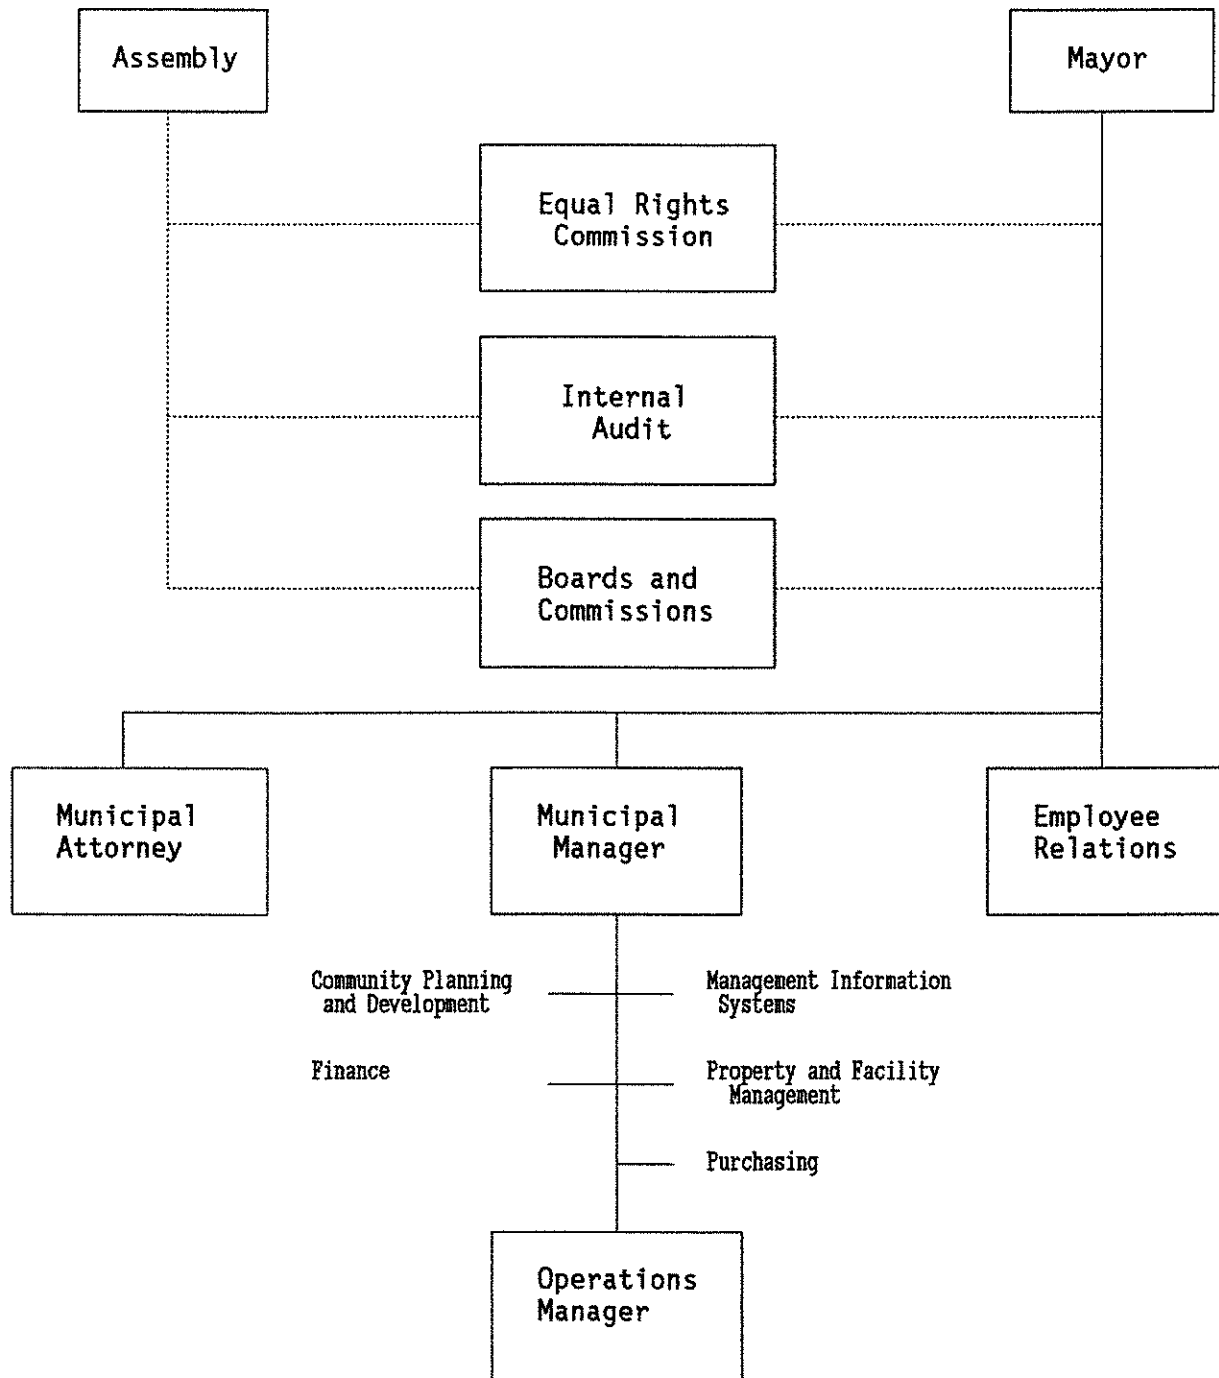 Assembly
Mayor
Equal Rights
Commission
Internal
Audit
Boards and
Commissions
Municipal
Attorney
Municipal
Manager
Employee
Relations
Community Planning
and Development
Management Information
Systems
Finance
Property and Facility
Management
Purchasing
Operations
Manager